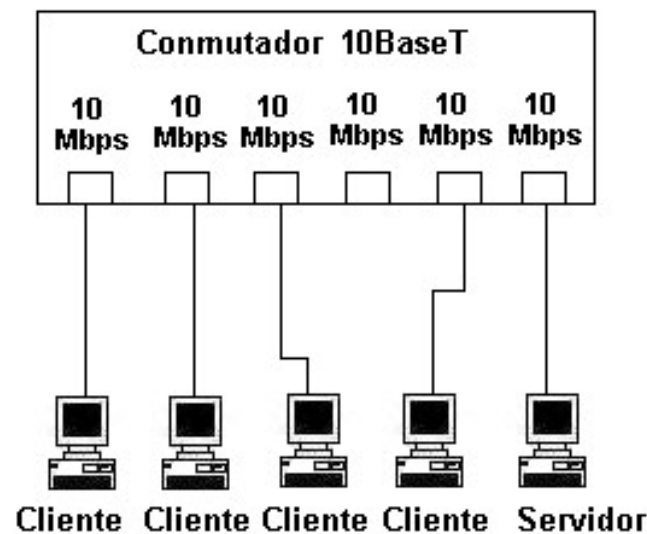 Conmutador 10BaseT
10 10 10 10 10 10
Mbps Mbps Mbps Mbps Mbps Mbps
Cliente Cliente Cliente Cliente Servidor